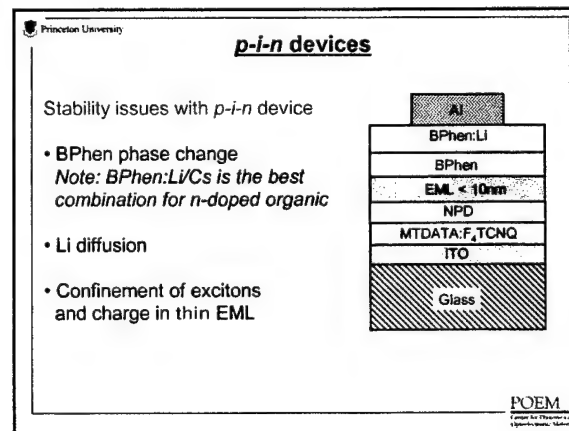 Princeton University
p-i-n devices
Stability issues with p-i-n device
• BPhen phase change
Note: BPhen:Li/Cs is the best
combination for n-doped organic
• Li diffusion
• Confinement of excitons
and charge in thin EML
Al
BPhen:Li
BPhen
EML < 10nm
NPD
MTDATA:F₄TCNQ
ITO
Glass
POEM